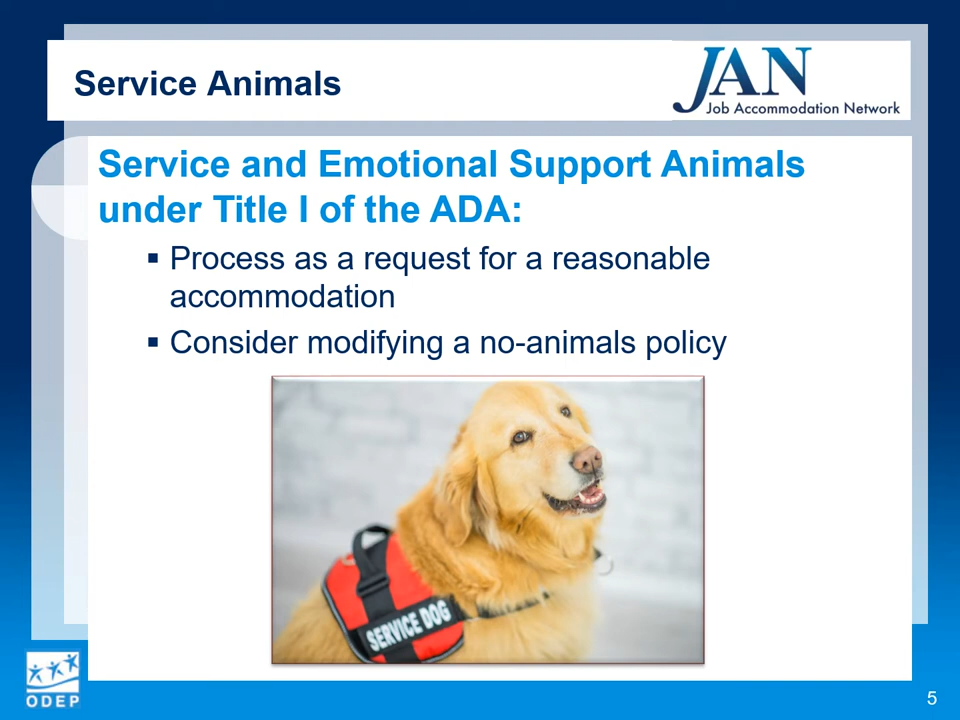 Service Animals
JAN
Job Accommodation Network
Service and Emotional Support Animals
under Title I of the ADA:
▪ Process as a request for a reasonable
accommodation
▪ Consider modifying a no-animals policy
SERVICE DOG
ODEP
5